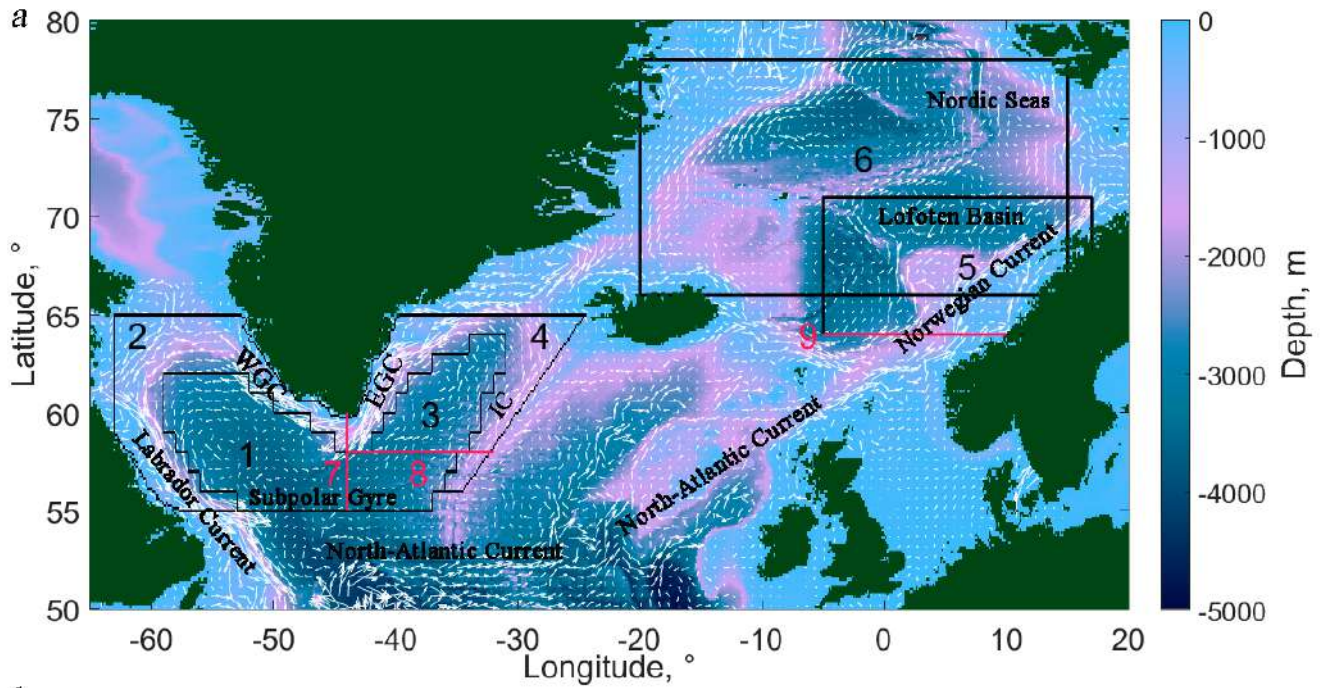 a
80
75
70
65
60
55
50
Latitude, °
-60
-50
-40
-30
-20
-10
0
10
20
Longitude, °
Nordic Seas
6
Lofoten Basin
5
Norwegian Current
9
2
WGC
EGC
4
3
IC
1
7
8
Labrador Current
Subpolar Gyre
North-Atlantic Current
North-Atlantic Current
0
-1000
-2000
-3000
-4000
-5000
Depth, m